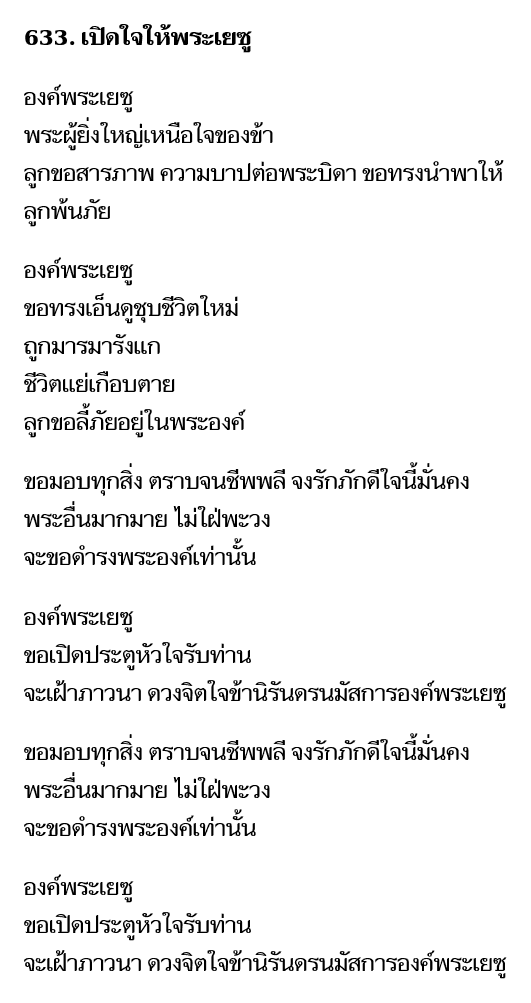 633. เปิดใจให้พระเยซู
องค์พระเยซู
พระผู้ยิ่งใหญ่เหนือใจของข้า
ลูกขอสารภาพ ความบาปต่อพระบิดา ขอทรงนำพาให้
ลูกพ้นภัย
องค์พระเยซู
ขอทรงเอ็นดูชุบชีวิตใหม่
ถูกมารมารังแก
ชีวิตแย่เกือบตาย
ลูกขอลี้ภัยอยู่ในพระองค์
ขอมอบทุกสิ่ง ตราบจนชีพพลี จงรักภักดีใจนี้มั่นคง
พระอื่นมากมาย ไม่ใฝ่พะวง
จะขอดำรงพระองค์เท่านั้น
องค์พระเยซู
ขอเปิดประตูหัวใจรับท่าน
จะเฝ้าภาวนา ดวงจิตใจข้านิรันดรนมัสการองค์พระเยซู
ขอมอบทุกสิ่ง ตราบจนชีพพลี จงรักภักดีใจนี้มั่นคง
พระอื่นมากมาย ไม่ใฝ่พะวง
จะขอดำรงพระองค์เท่านั้น
องค์พระเยซู
ขอเปิดประตูหัวใจรับท่าน
จะเฝ้าภาวนา ดวงจิตใจข้านิรันดรนมัสการองค์พระเยซู